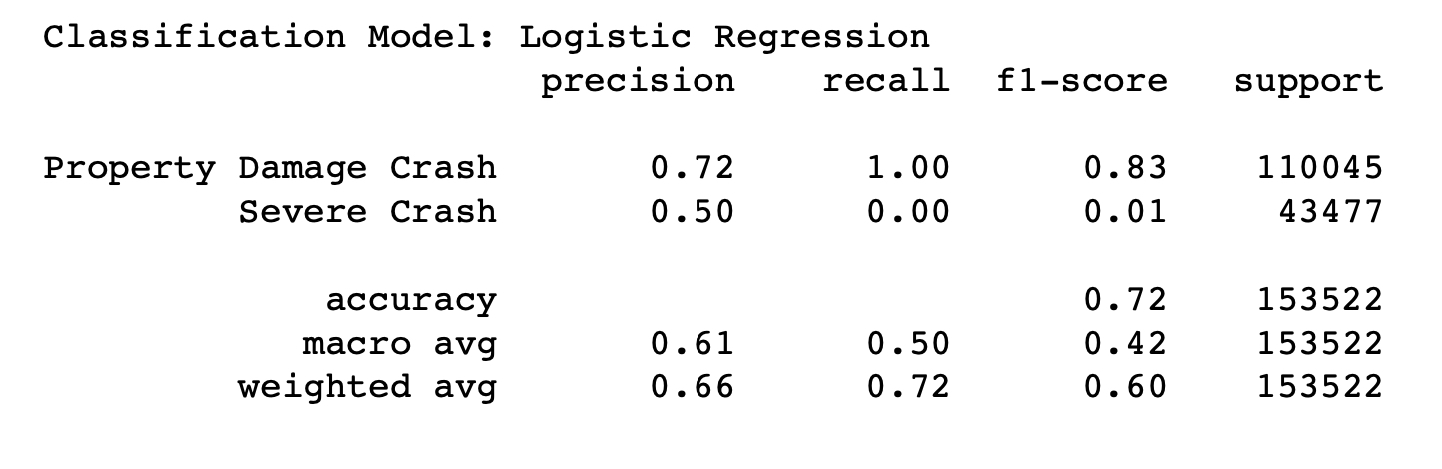 Classification Model: Logistic Regression
precision recall f1-score support
Property Damage Crash 0.72 1.00 0.83 110045
Severe Crash 0.50 0.00 0.01 43477
accuracy 0.72 153522
macro avg 0.61 0.50 0.42 153522
weighted avg 0.66 0.72 0.60 153522